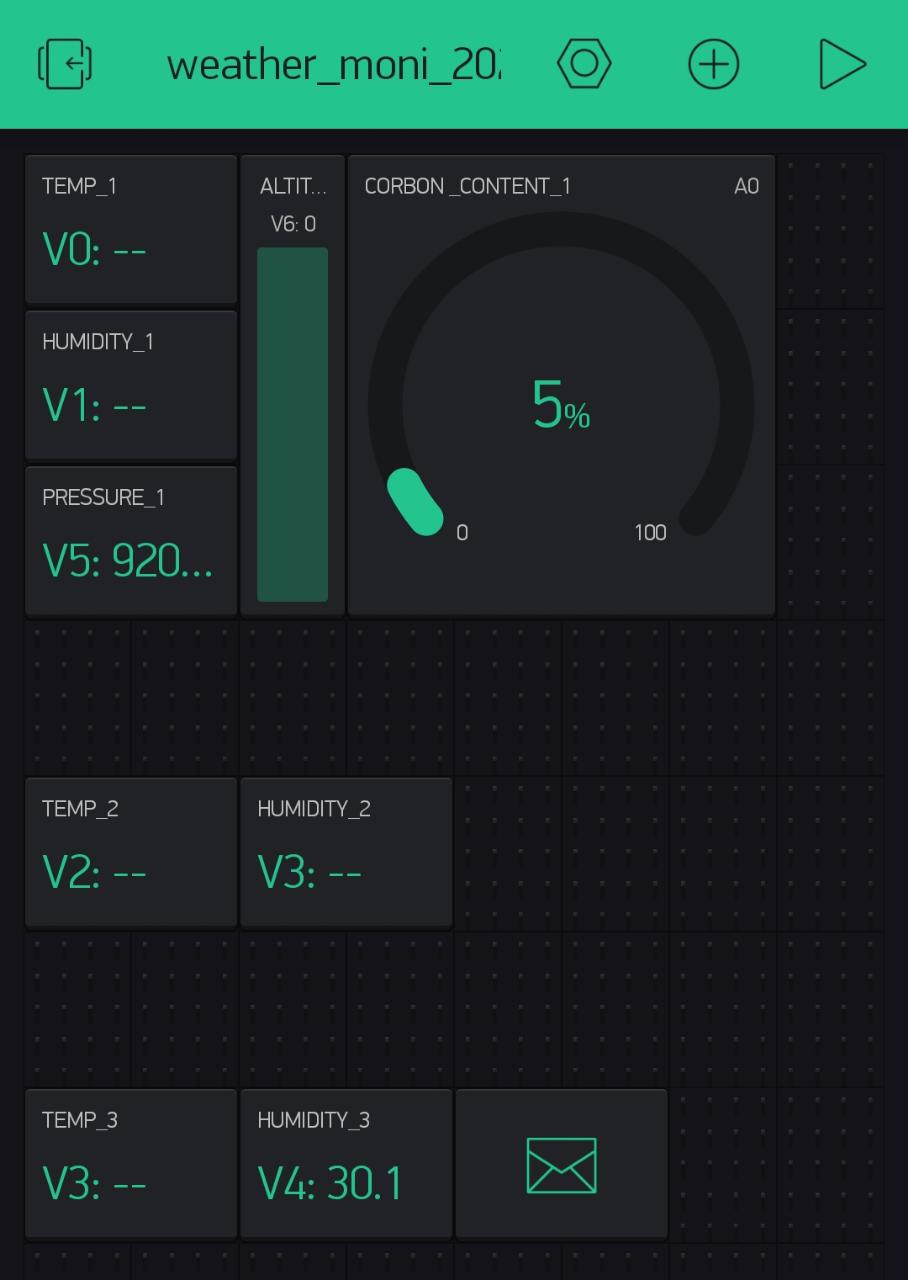 weather_moni_20
TEMP_1
V0: --
ALTIT...
V6: 0
CORBON _CONTENT_1
A0
HUMIDITY_1
V1: --
5%
PRESSURE_1
V5: 920...
0
100
TEMP_2
V2: --
HUMIDITY_2
V3: --
TEMP_3
V3: --
HUMIDITY_3
V4: 30.1